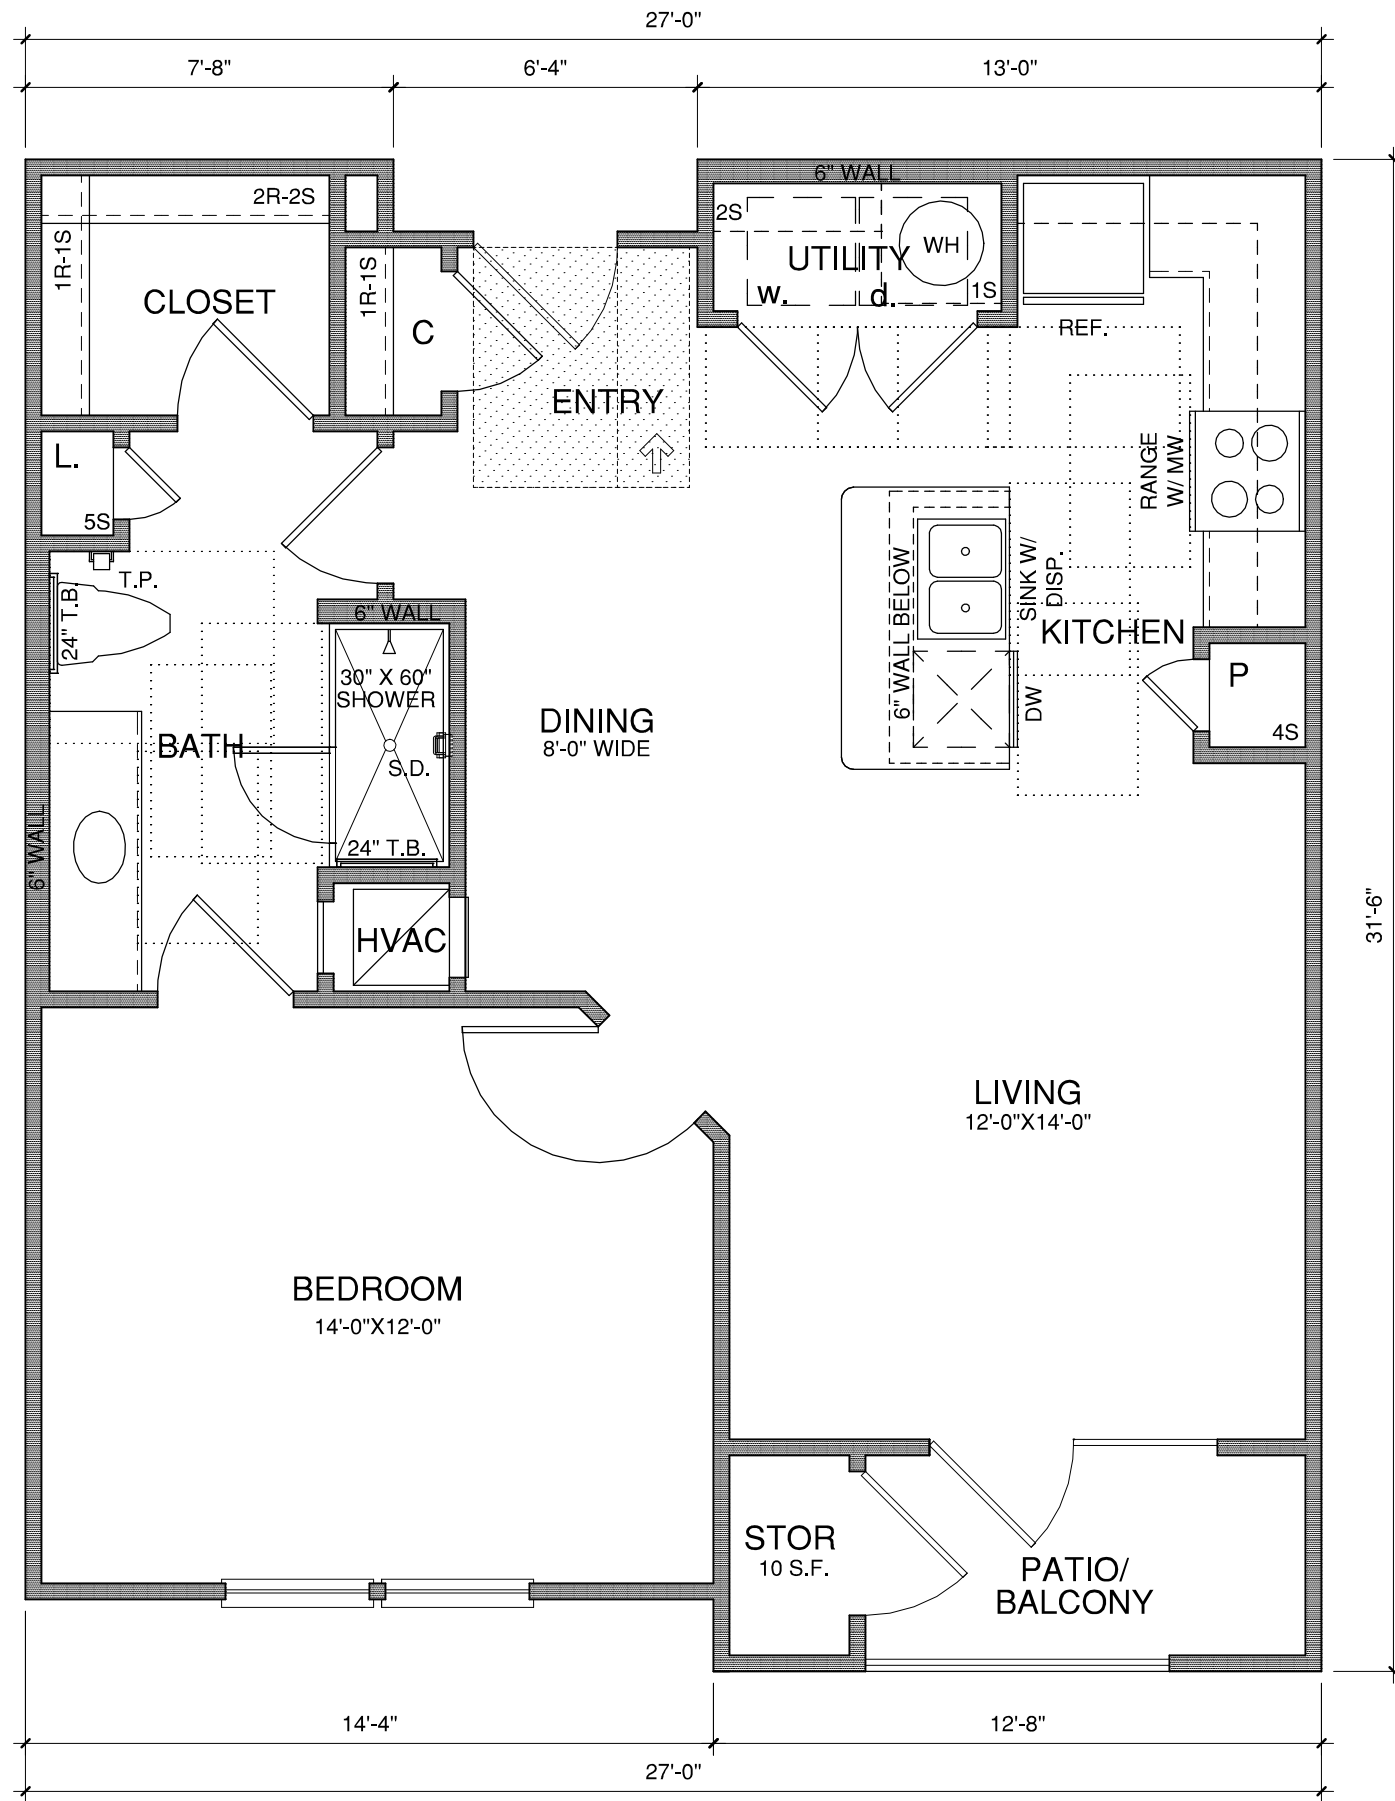 27'-0"
7'-8"
6'-4"
13'-0"
6" WALL
2R-2S
1R-1S
CLOSET
1R-1S
C
2S
UTILITY
WH
w.
d.
1S
REF.
ENTRY
L.
5S
RANGE
W/ MW
T.P.
24" T.B.
6" WALL
30" X 60"
SHOWER
S.D.
24" T.B.
BATH
6" WALL
DINING
8'-0" WIDE
6" WALL BELOW
SINK W/
DISP.
DW
KITCHEN
P
4S
HVAC
31'-6"
LIVING
12'-0"X14'-0"
BEDROOM
14'-0"X12'-0"
STOR
10 S.F.
PATIO/
BALCONY
14'-4"
12'-8"
27'-0"